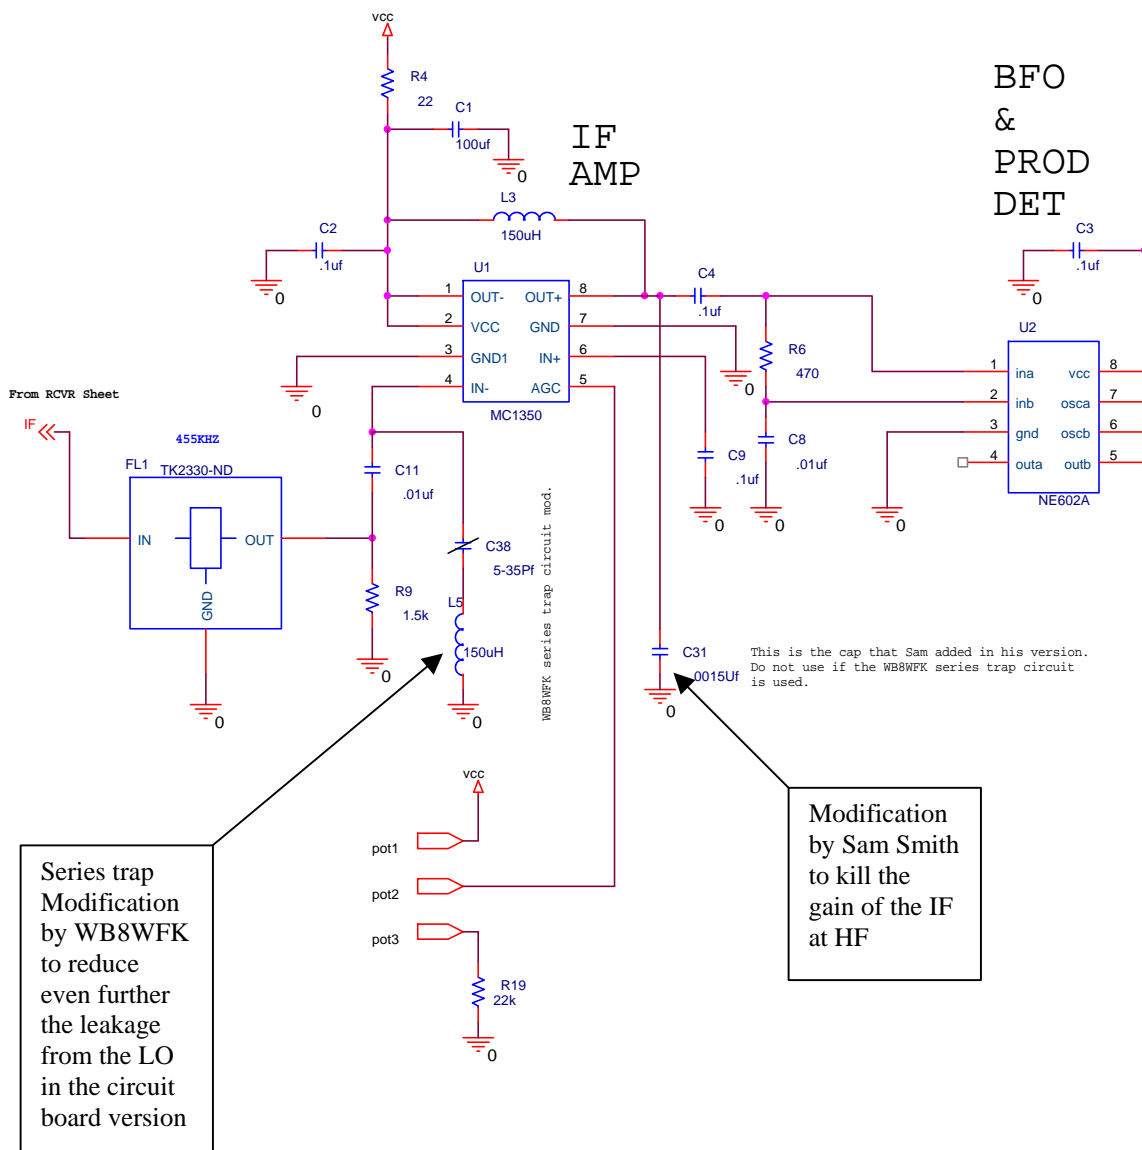 vcc
R4
22
C1
100uf
0
IF
AMP
BFO
&
PROD
DET
L3
150uH
C2
.1uf
0
C3
.1uf
0
U1
1 OUT- OUT+ 8
2 VCC GND 7
3 GND1 IN+ 6
4 IN- AGC 5
MC1350
0
C4
.1uf
0
R6
470
U2
1 ina vcc 8
2 inb osca 7
3 gnd oscb 6
4 outa outb 5
NE602A
0
From RCVR Sheet
IF
455KHZ
FL1 TK2330-ND
IN OUT
GND
0
C11
.01uf
R9
1.5k
0
C38
5-35Pf
L5
150uH
0
WB8WFK series trap circuit mod.
C9
.1uf
0
C8
.01uf
0
C31
.0015Uf
0
This is the cap that Sam added in his version.
Do not use if the WB8WFK series trap circuit
is used.
vcc
pot1
pot2
pot3
R19
22k
0
Series trap
Modification
by WB8WFK
to reduce
even further
the leakage
from the LO
in the circuit
board version
Modification
by Sam Smith
to kill the
gain of the IF
at HF